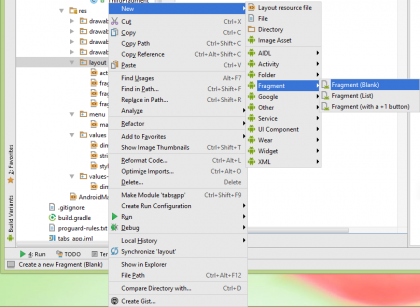 ThirdFragment
res
drawab
drawab
drawab
drawab
layout
act
frag
frag
frag
menu
ma
values
dim
strin
style
values-
dim
AndroidMa
.gitignore
build.gradle
proguard-rules.txt
tabs_app.iml
2: Favorites
Build Variants
4: Run
TODO
Ter
Create a new Fragment (Blank)
New
Cut Ctrl+X
Copy Ctrl+C
Copy Path Ctrl+Shift+C
Copy Reference Ctrl+Alt+Shift+C
Paste Ctrl+V
Find Usages Alt+F7
Find in Path... Ctrl+Shift+F
Replace in Path... Ctrl+Shift+R
Analyze
Refactor
Add to Favorites
Show Image Thumbnails Ctrl+Shift+T
Reformat Code... Ctrl+Alt+L
Optimize Imports... Ctrl+Alt+O
Delete... Delete
Make Module 'tabsapp' Ctrl+Shift+F9
Create Run Configuration
Run
Debug
Local History
Synchronize 'layout'
Show in Explorer
File Path Ctrl+Alt+F12
Compare Directory with... Ctrl+D
Create Gist...
Layout resource file
File
Directory
Image Asset
AIDL
Activity
Folder
Fragment
Google
Other
Service
UI Component
Wear
Widget
XML
Fragment (Blank)
Fragment (List)
Fragment (with a +1 button)